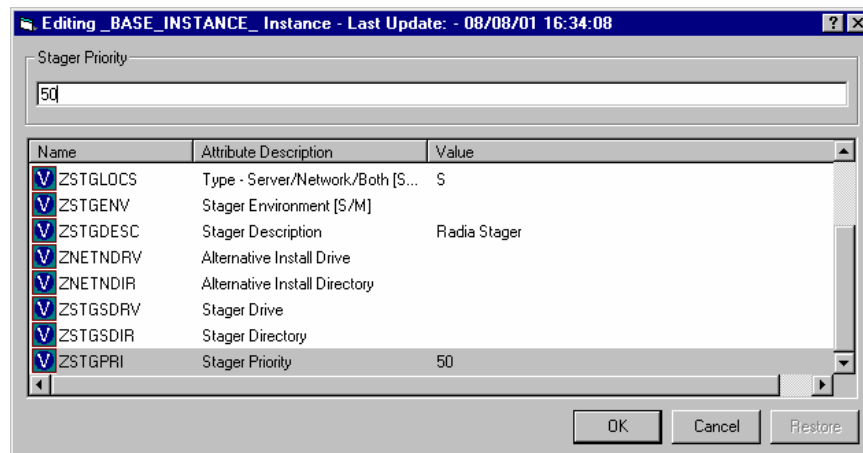 Editing _BASE_INSTANCE_ Instance - Last Update: - 08/08/01 16:34:08
Stager Priority
50
Name Attribute Description Value
V ZSTGLOCS Type - Server/Network/Both [S... S
V ZSTGENV Stager Environment [S/M]
V ZSTGDESC Stager Description Radia Stager
V ZNETNDRV Alternative Install Drive
V ZNETNDIR Alternative Install Directory
V ZSTGSDRV Stager Drive
V ZSTGSDIR Stager Directory
V ZSTGPRI Stager Priority 50
OK Cancel Restore